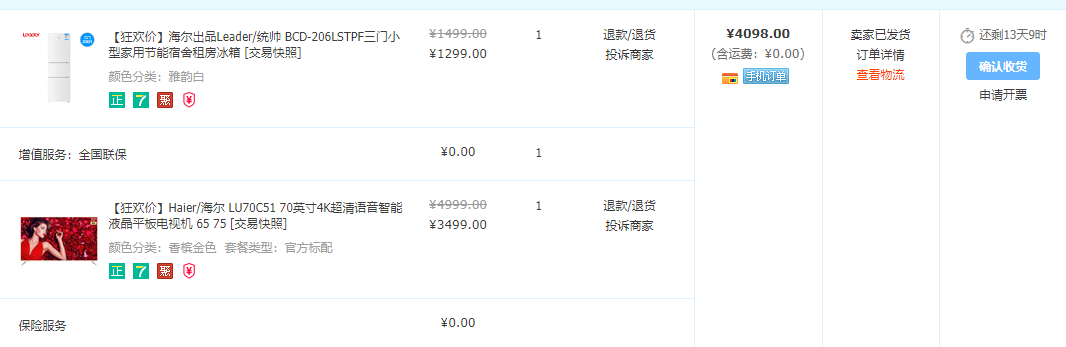 Leader
【狂欢价】海尔出品Leader/统帅 BCD-206LSTPF三门小
型家用节能宿舍租房冰箱 [交易快照]
颜色分类：雅韵白
正 7 聚 ¥
¥1499.00
¥1299.00
1
退款/退货
投诉商家
¥4098.00
(含运费：¥0.00)
手机订单
卖家已发货
订单详情
查看物流
还剩13天9时
确认收货
申请开票
增值服务：全国联保
¥0.00
1
【狂欢价】Haier/海尔 LU70C51 70英寸4K超清语音智能
液晶平板电视机 65 75 [交易快照]
颜色分类：香槟金色 套餐类型：官方标配
正 7 聚 ¥
¥4999.00
¥3499.00
1
退款/退货
投诉商家
保险服务
¥0.00